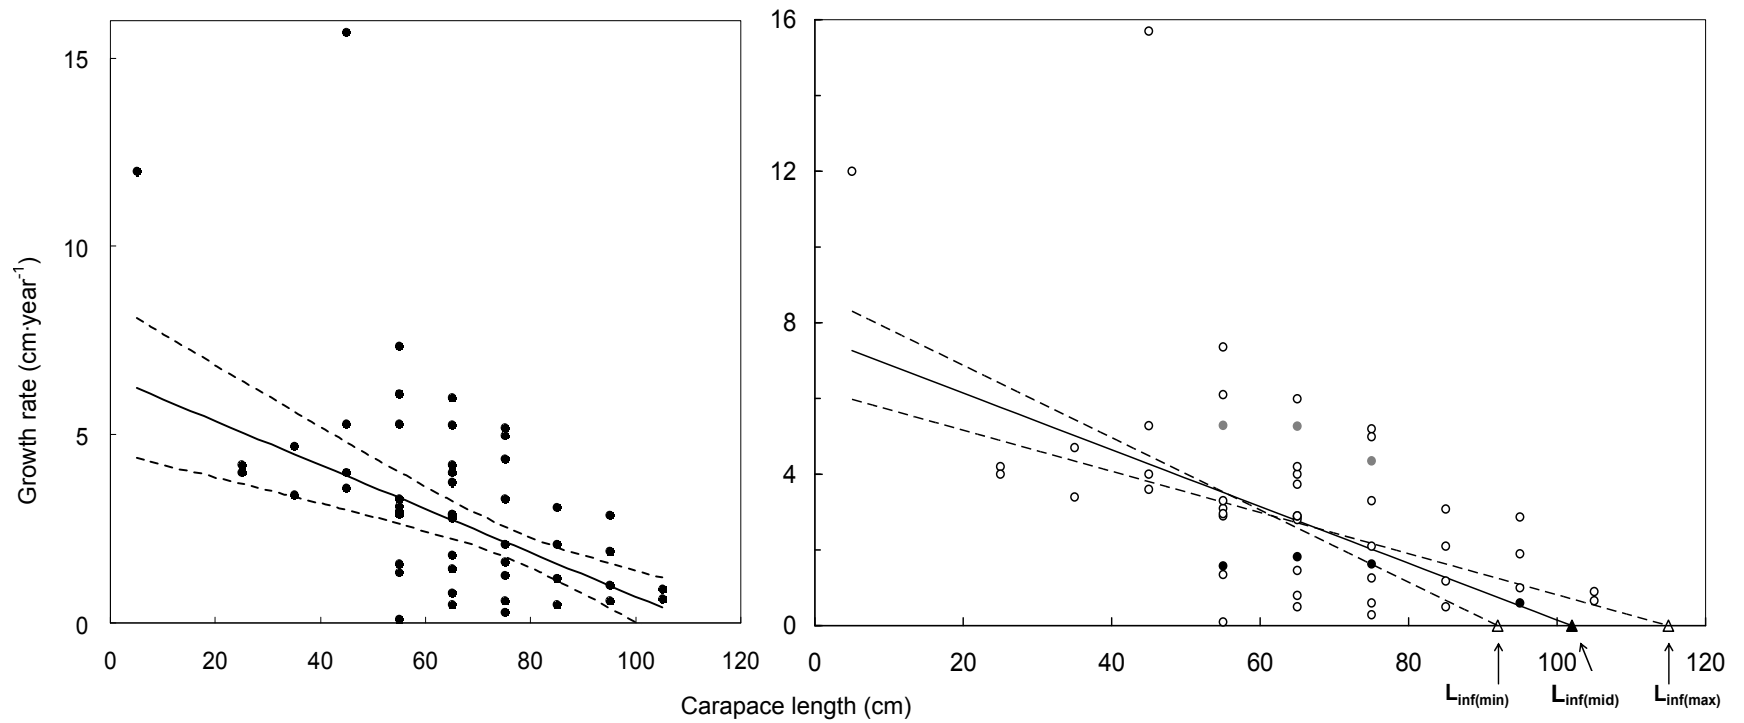 16
15
12
10
8
5
4
0
0
0 20 40 60 80 100 120
0 20 40 60 80 100 120
Growth rate (cm·year-1)
Carapace length (cm)
Linf(min) Linf(mid) Linf(max)